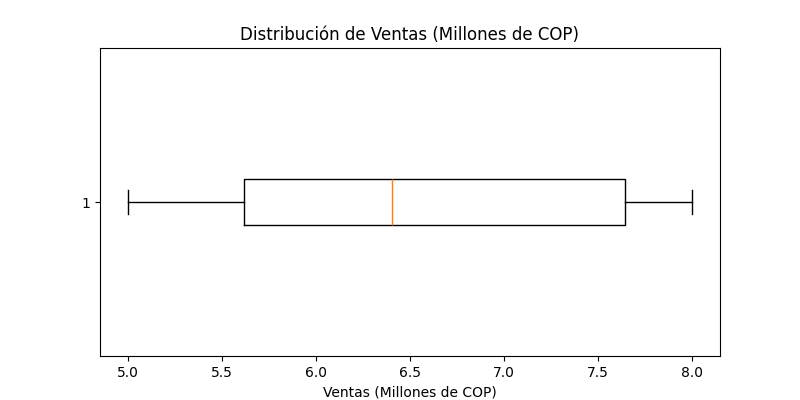 Distribución de Ventas (Millones de COP)
1
5.0 5.5 6.0 6.5 7.0 7.5 8.0
Ventas (Millones de COP)